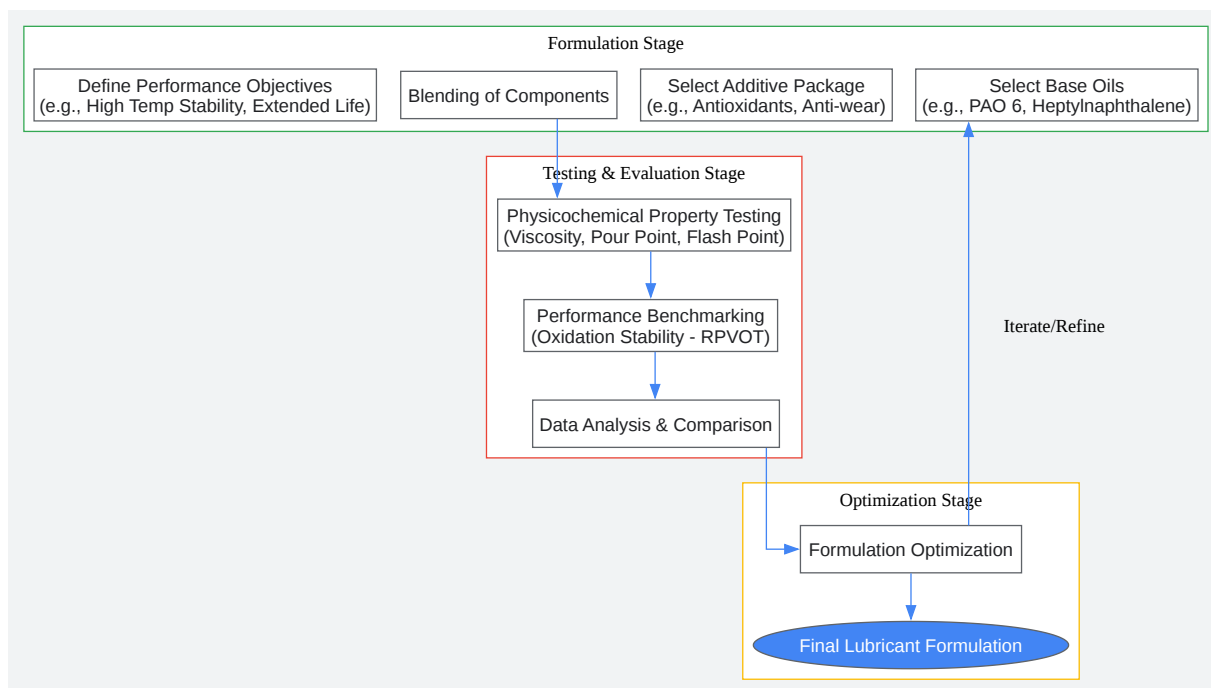 Formulation Stage
Define Performance Objectives
(e.g., High Temp Stability, Extended Life)
Blending of Components
Select Additive Package
(e.g., Antioxidants, Anti-wear)
Select Base Oils
(e.g., PAO 6, Heptylnaphthalene)
Testing & Evaluation Stage
Physicochemical Property Testing
(Viscosity, Pour Point, Flash Point)
Performance Benchmarking
(Oxidation Stability - RPVOT)
Iterate/Refine
Data Analysis & Comparison
Optimization Stage
Formulation Optimization
Final Lubricant Formulation